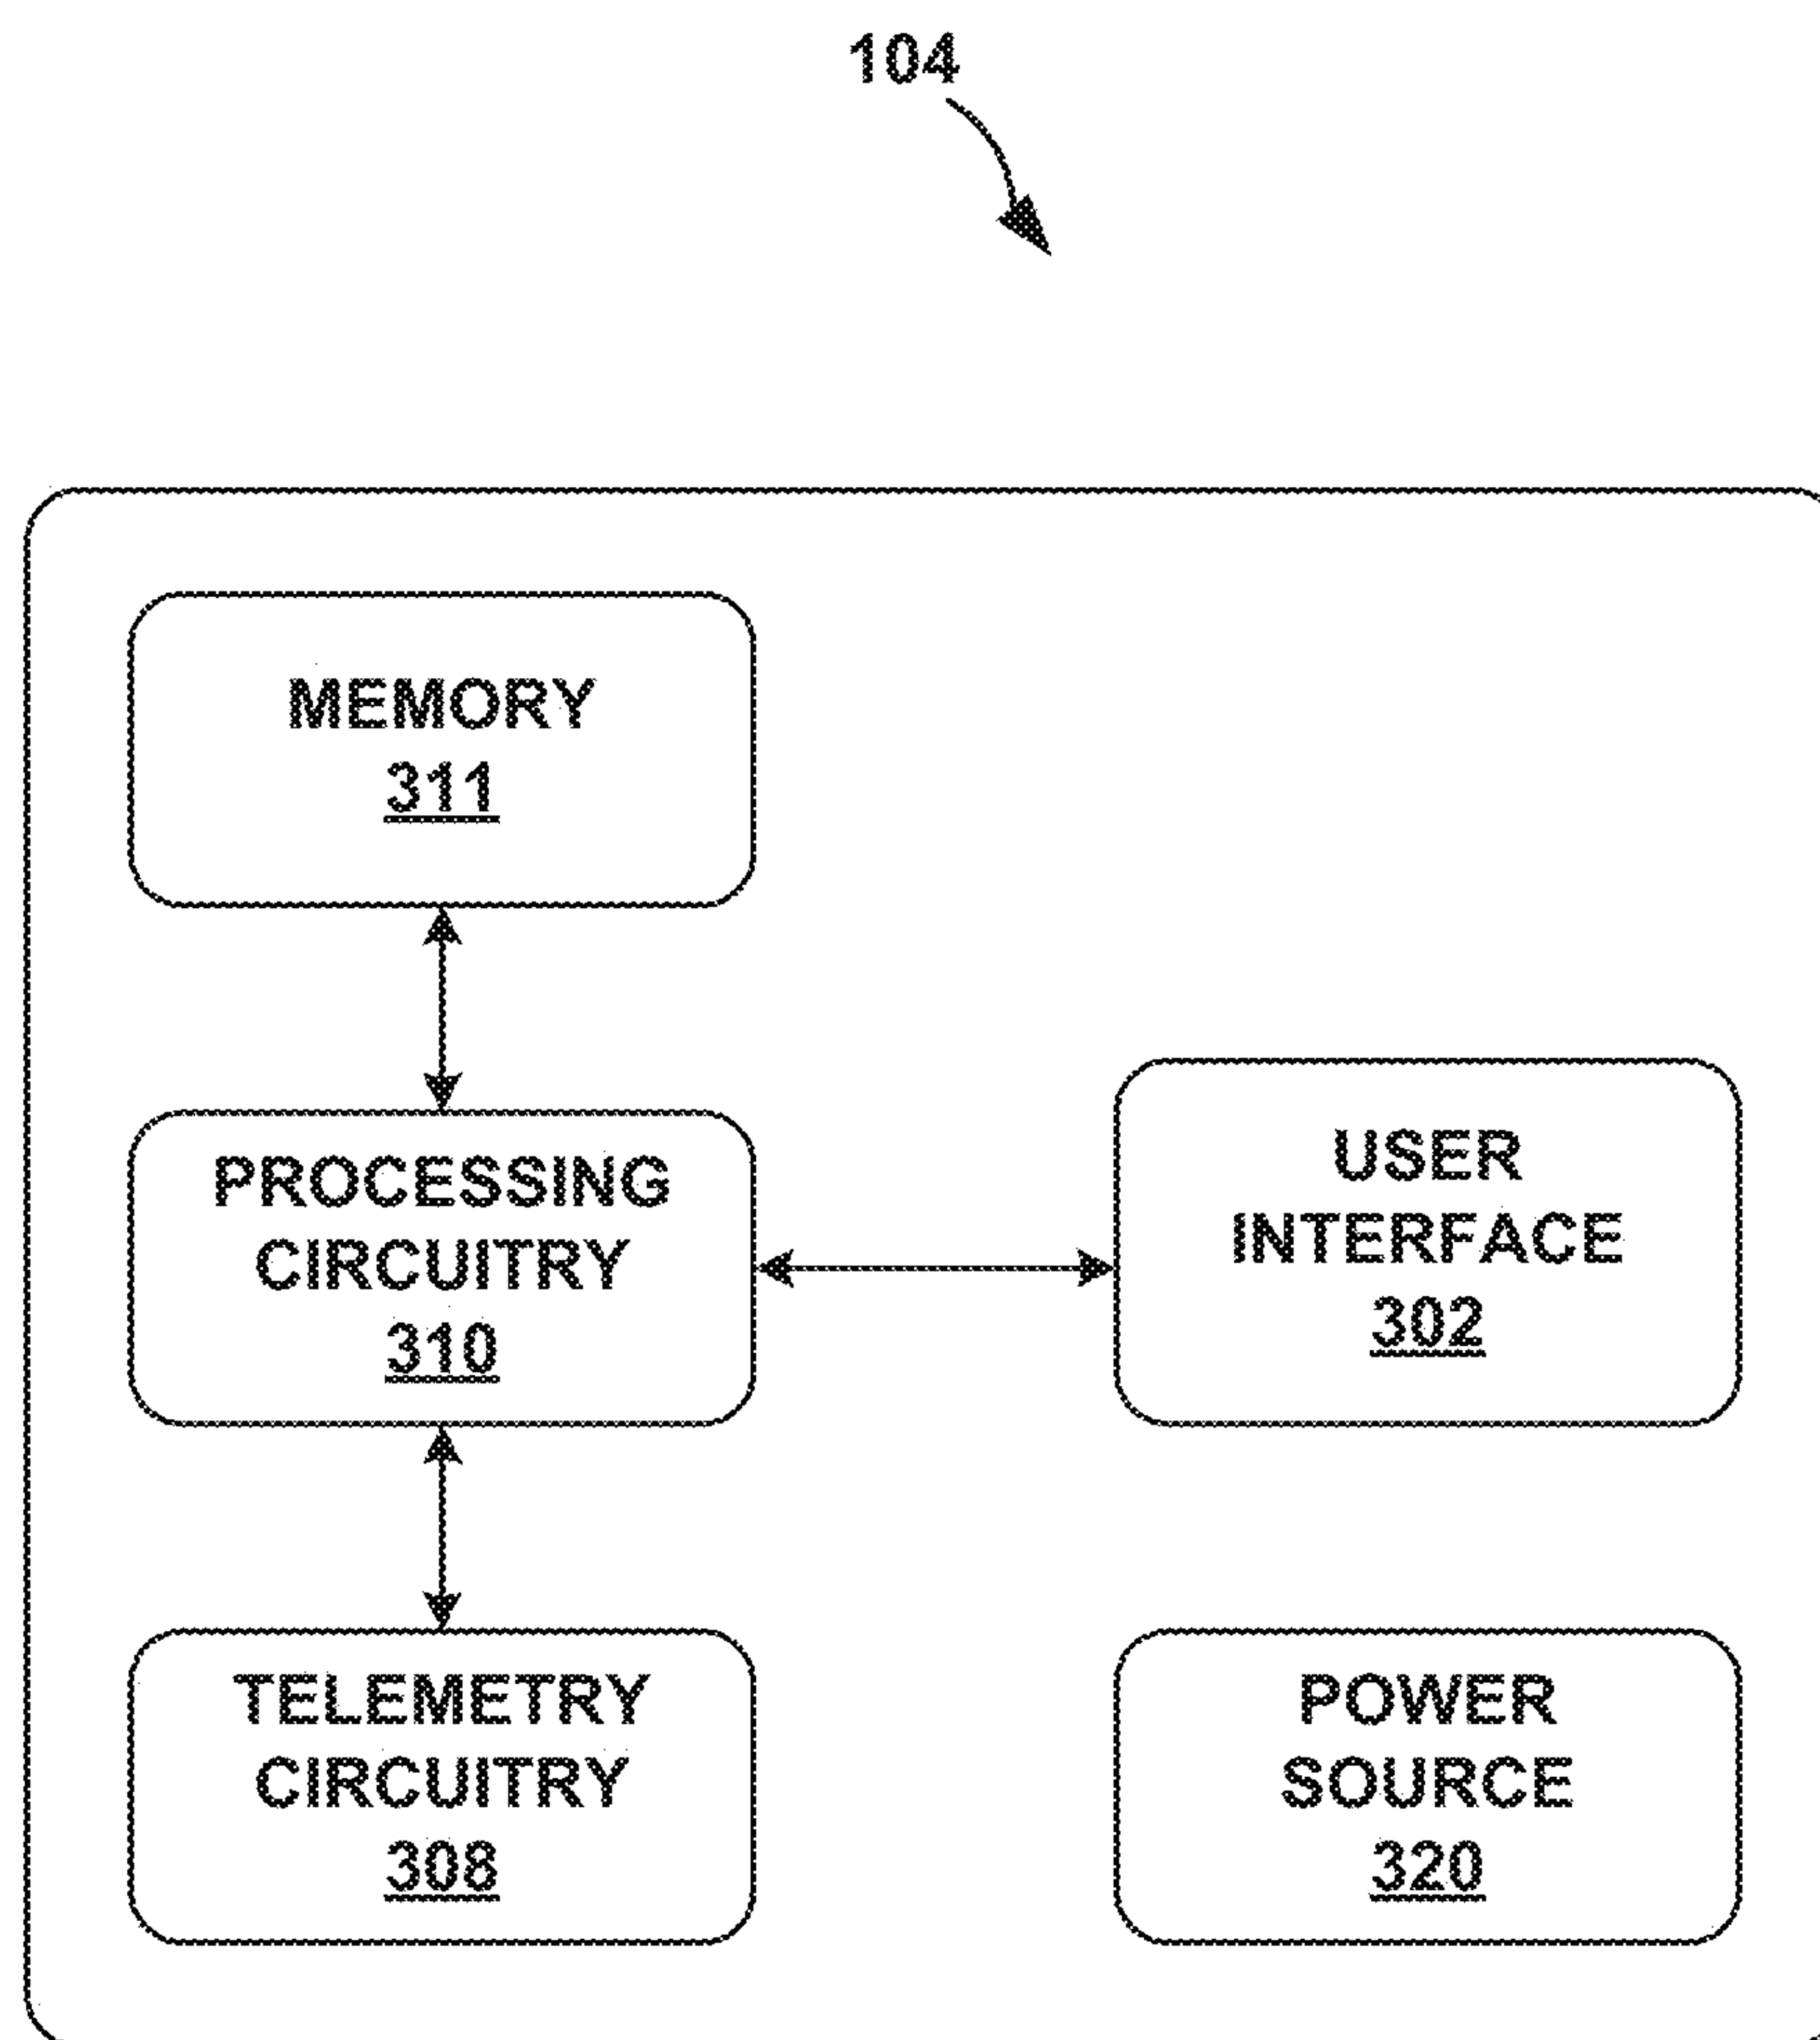 104
MEMORY
311
PROCESSING
CIRCUITRY
310
USER
INTERFACE
302
TELEMETRY
CIRCUITRY
308
POWER
SOURCE
320